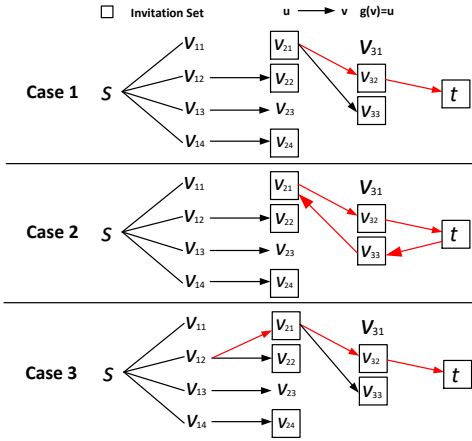 Invitation Set u v g(v)=u
V11 V21 V31
V12 V22 V32
Case 1 S t
V13 V23 V33
V14 V24
V11 V21 V31
V12 V22 V32
Case 2 S t
V13 V23 V33
V14 V24
V11 V21 V31
V12 V22 V32
Case 3 S t
V13 V23 V33
V14 V24